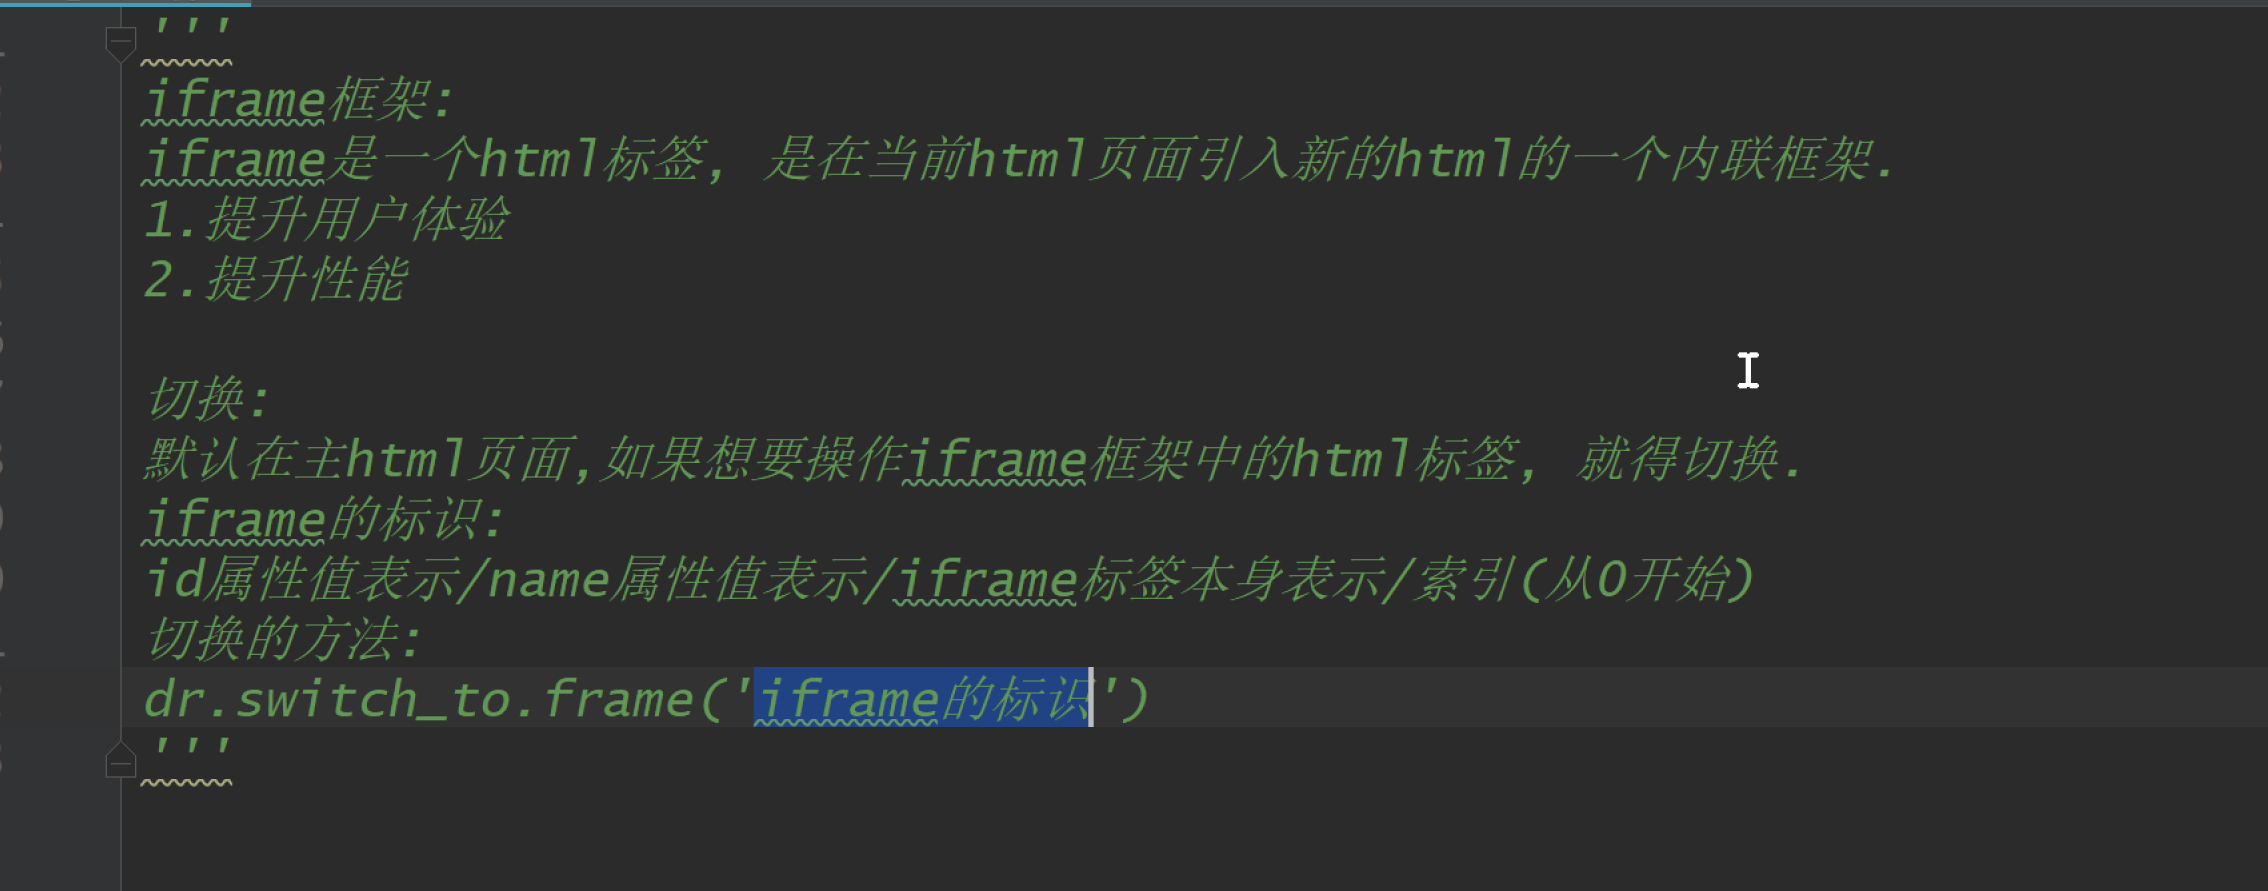 '''
iframe框架:
iframe是一个html标签, 是在当前html页面引入新的html的一个内联框架.
1.提升用户体验
2.提升性能
切换:
默认在主html页面,如果想要操作iframe框架中的html标签, 就得切换.
iframe的标识:
id属性值表示/name属性值表示/iframe标签本身表示/索引(从0开始)
切换的方法:
dr.switch_to.frame('iframe的标识')
'''